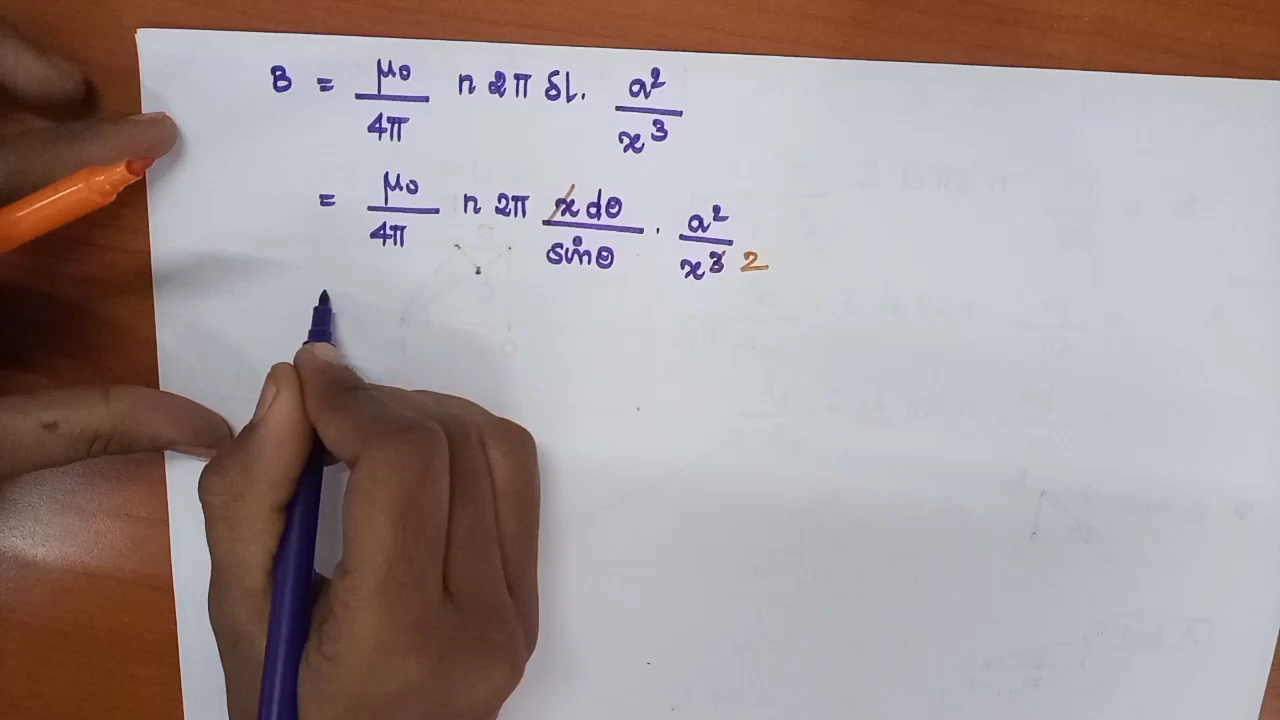 B = μ₀/4π n 2π δl. a²/x³
= μ₀/4π n 2π x dθ/sinθ . a²/x³ 2